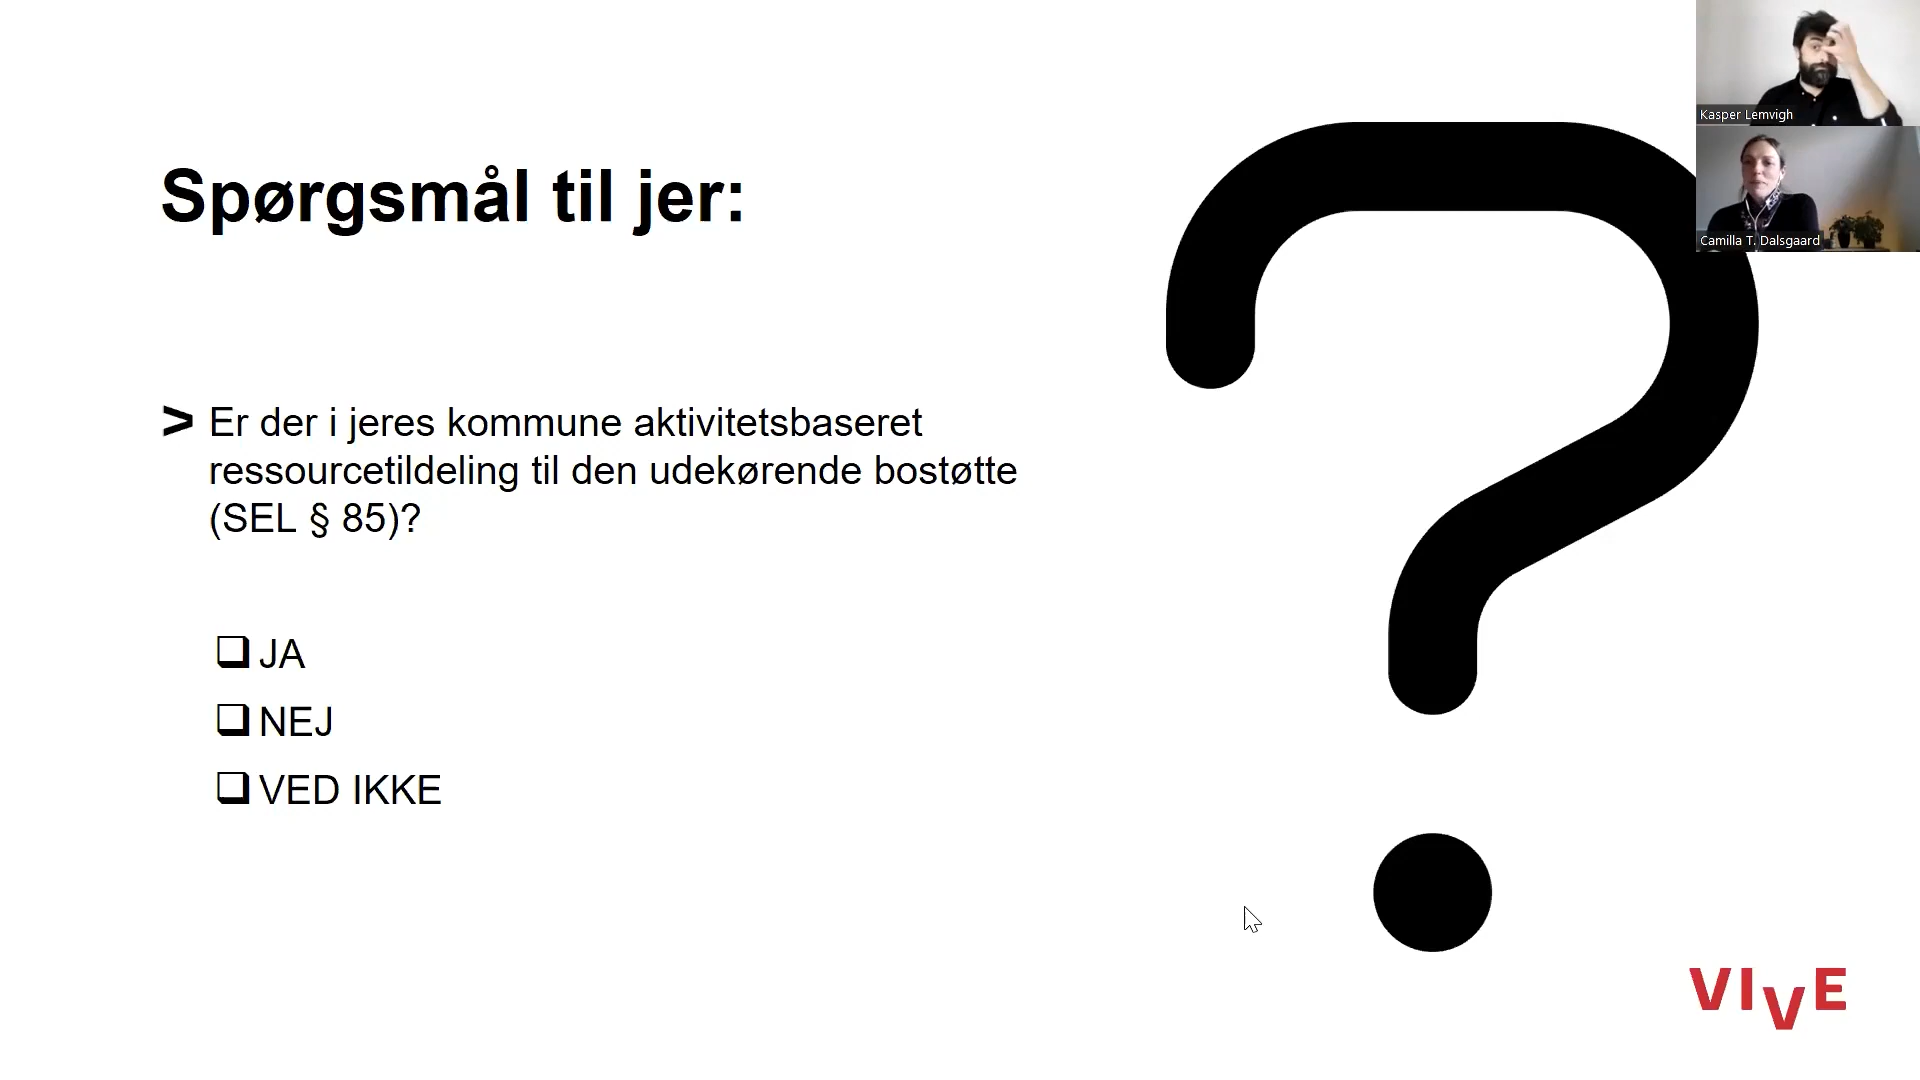 Spørgsmål til jer:
> Er der i jeres kommune aktivitetsbaseret
ressourcetildeling til den udekørende bostøtte
(SEL § 85)?
❑ JA
❑ NEJ
❑ VED IKKE
Kasper Lemvigh
Camilla T. Dalsgaard
VIVE